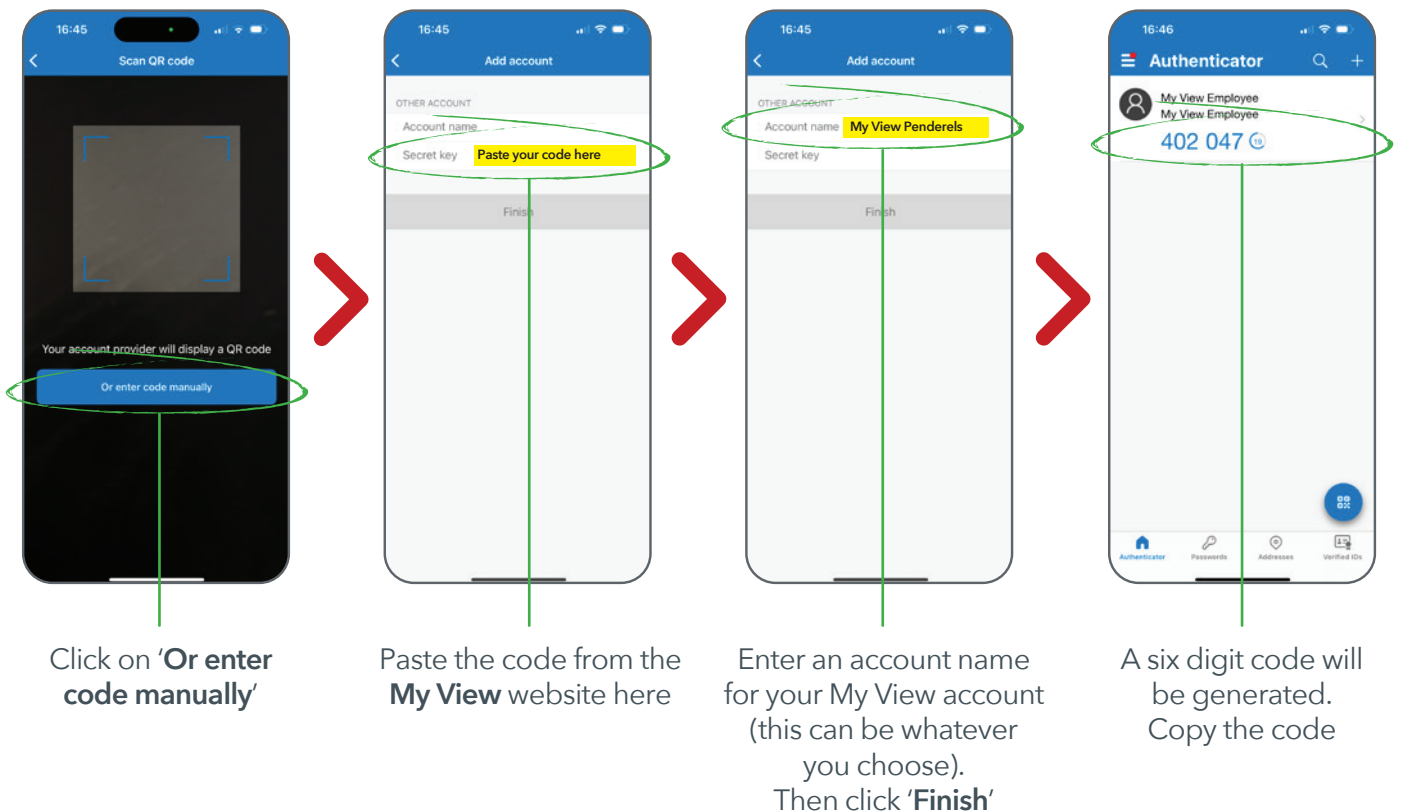 16:45
Scan QR code
Your account provider will display a QR code
Or enter code manually
Click on ‘Or enter
code manually’
16:45
Add account
OTHER ACCOUNT
Account name
Secret key Paste your code here
Finish
Paste the code from the
My View website here
16:45
Add account
OTHER ACCOUNT
Account name My View Penderels
Secret key
Finish
Enter an account name
for your My View account
(this can be whatever
you choose).
Then click ‘Finish’
16:46
Authenticator
My View Employee
My View Employee
402 047 19
Authenticator Passwords Addresses Verified IDs
A six digit code will
be generated.
Copy the code